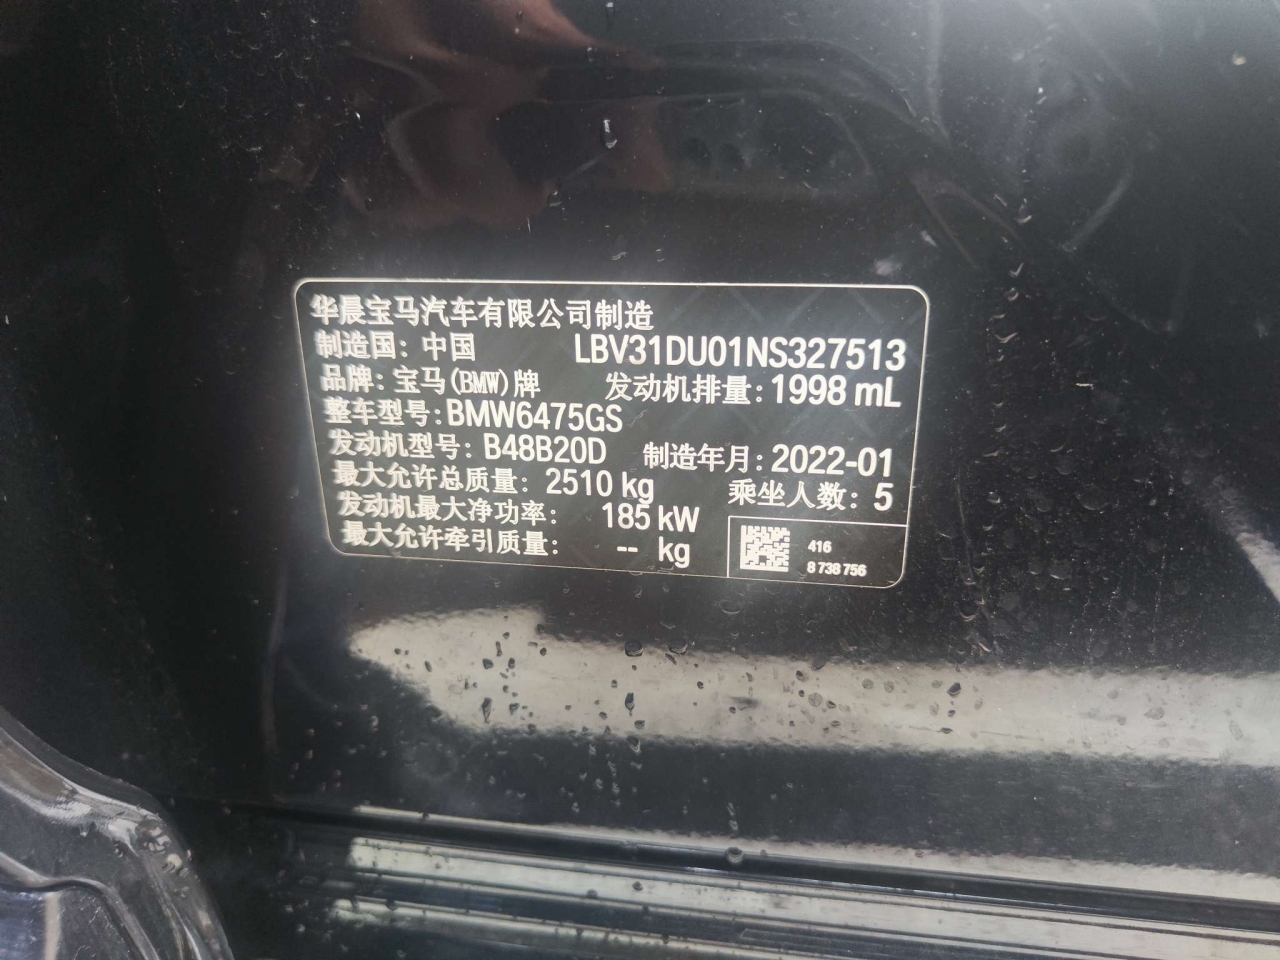 华晨宝马汽车有限公司制造
制造国：中国 LBV31DU01NS327513
品牌：宝马(BMW)牌 发动机排量：1998 mL
整车型号：BMW6475GS
发动机型号：B48B20D 制造年月：2022-01
最大允许总质量：2510 kg 乘坐人数：5
发动机最大净功率：185 kW
最大允许牵引质量：-- kg
416
8 738 756